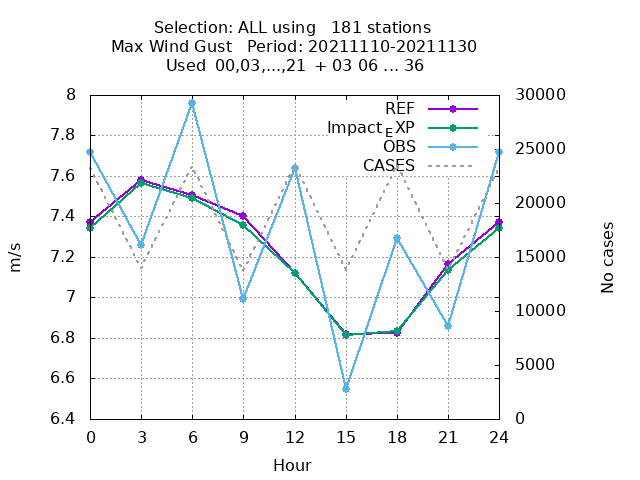 Selection: ALL using   181 stations
Max Wind Gust   Period: 20211110-20211130
Used  00,03,...,21  + 03 06 ... 36
8
7.8
7.6
7.4
7.2
7
6.8
6.6
6.4
m/s
REF
Impact_EXP
OBS
CASES
30000
25000
20000
15000
10000
5000
0
No cases
0 3 6 9 12 15 18 21 24
Hour